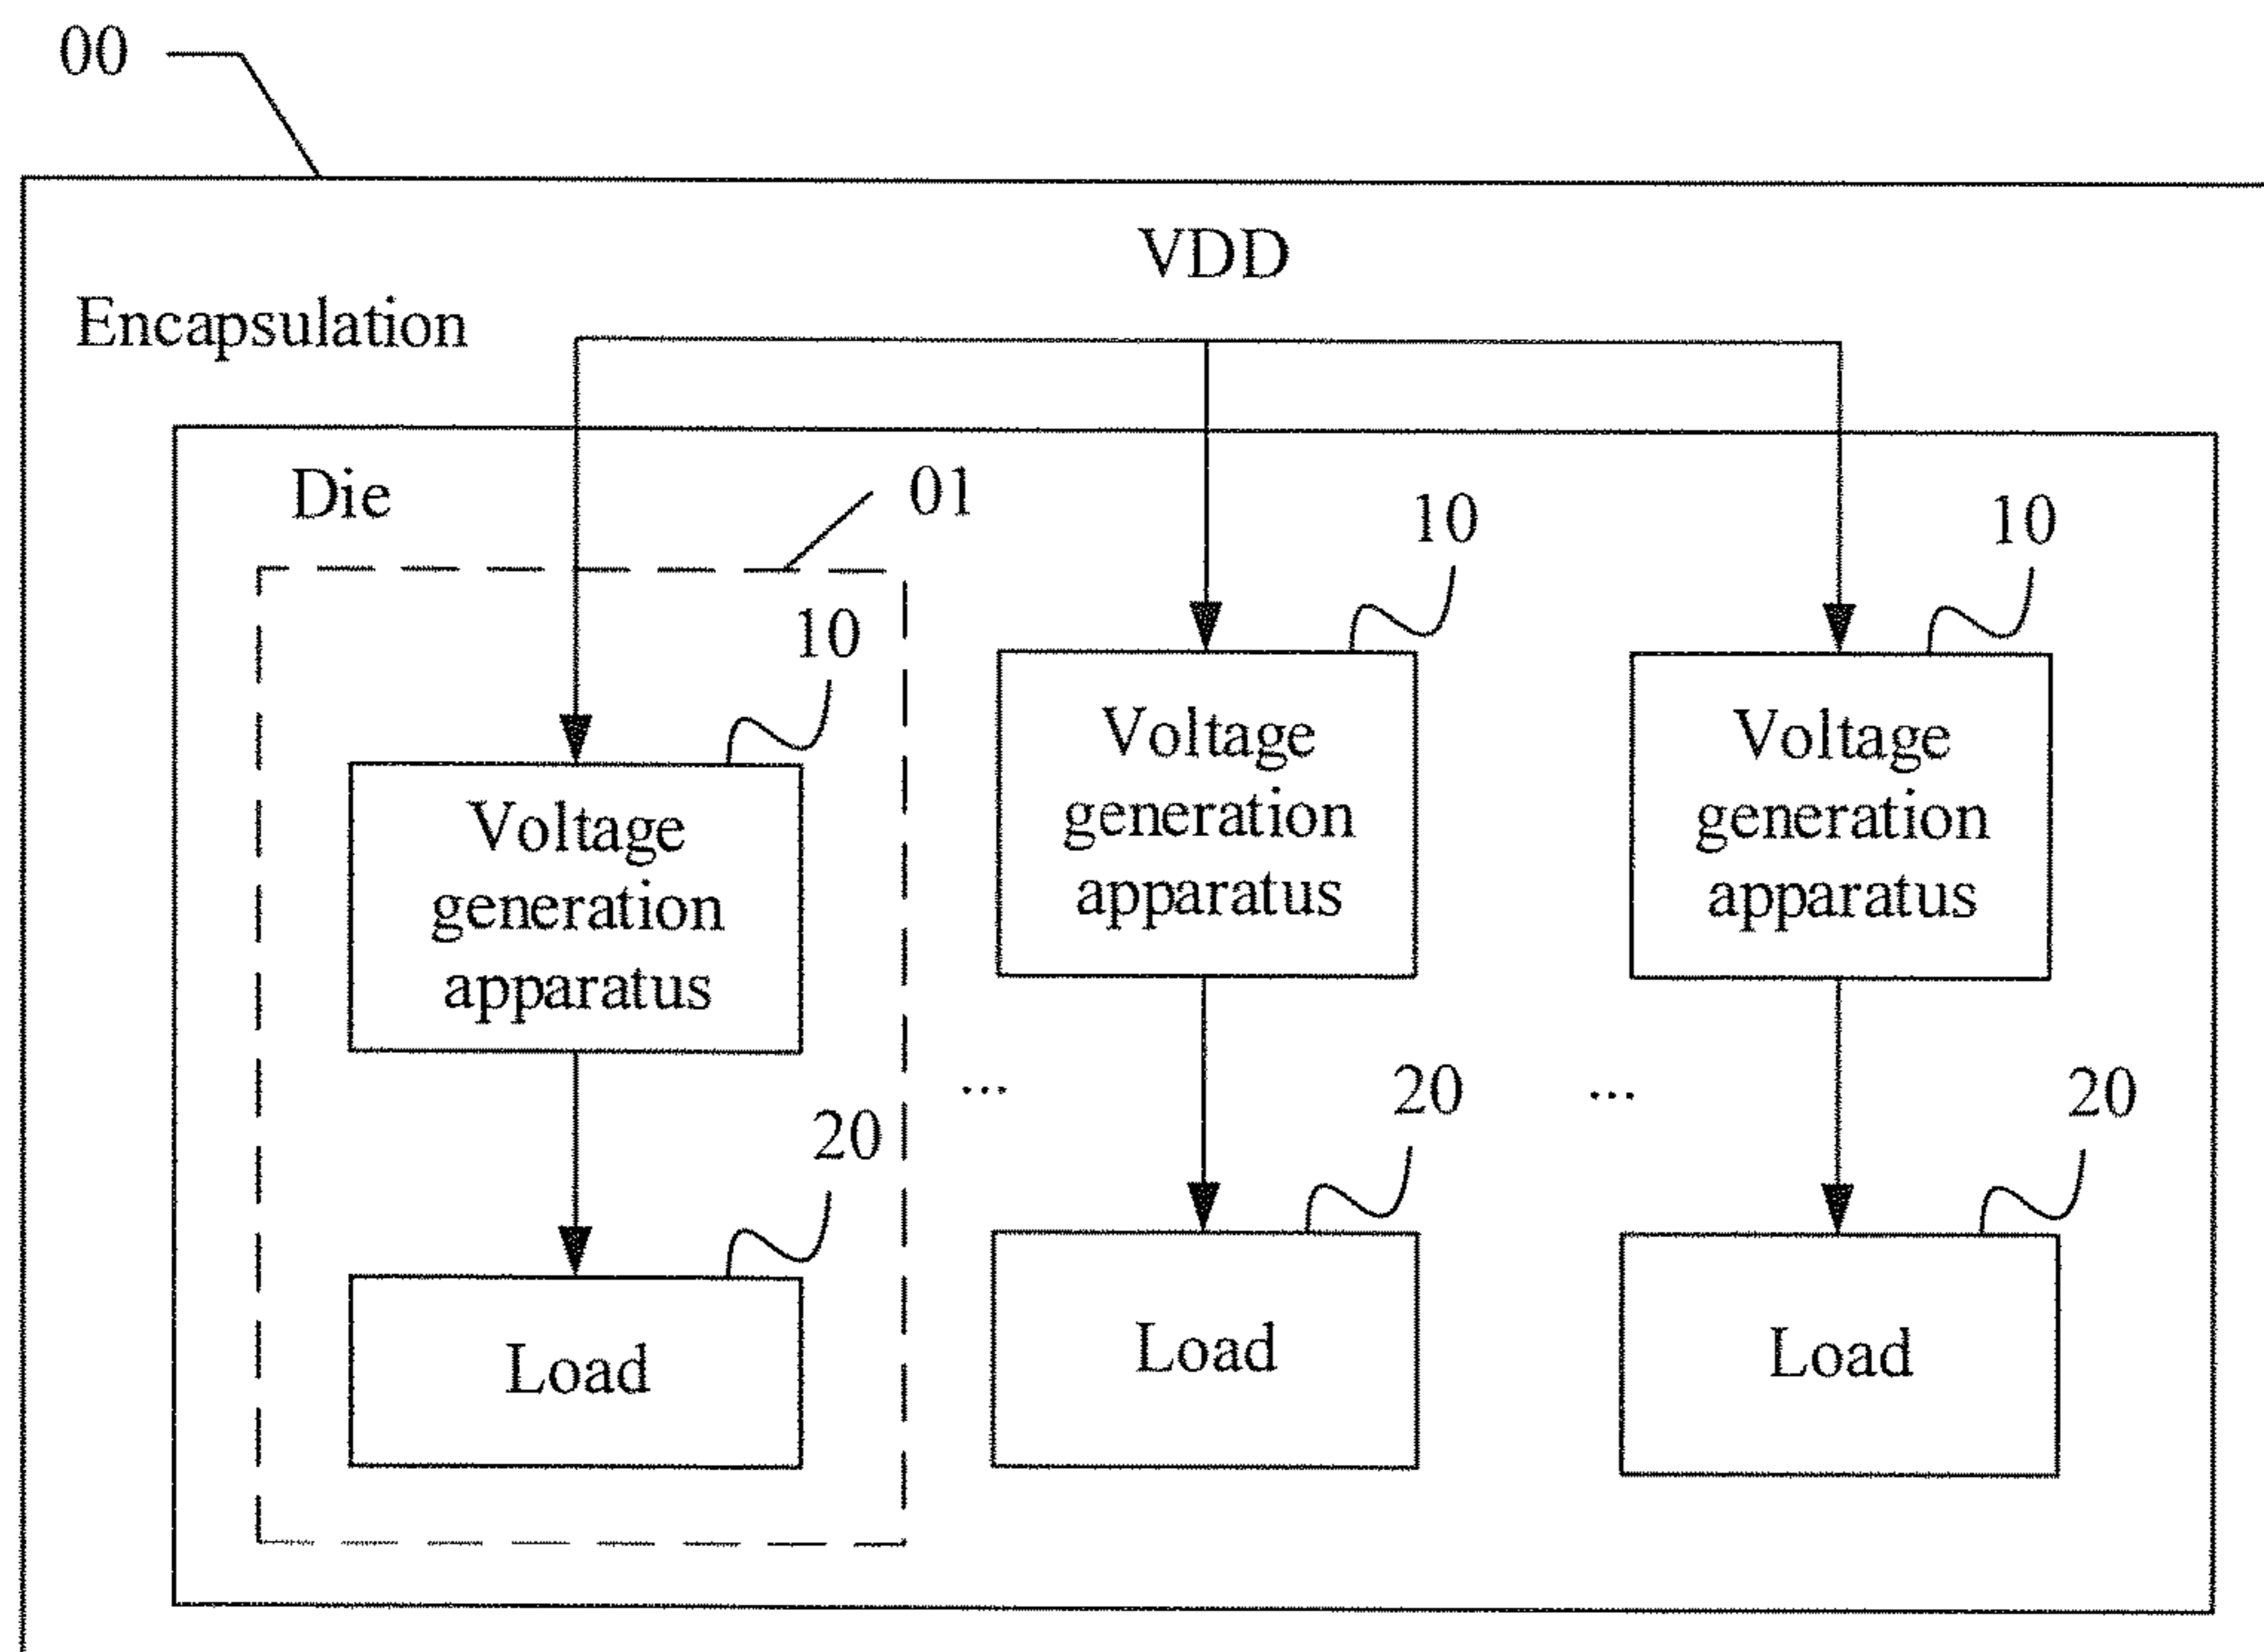 00
VDD
Encapsulation
Die
01
10
10
10
Voltage
generation
apparatus
Voltage
generation
apparatus
Voltage
generation
apparatus
...
...
20
20
20
Load
Load
Load